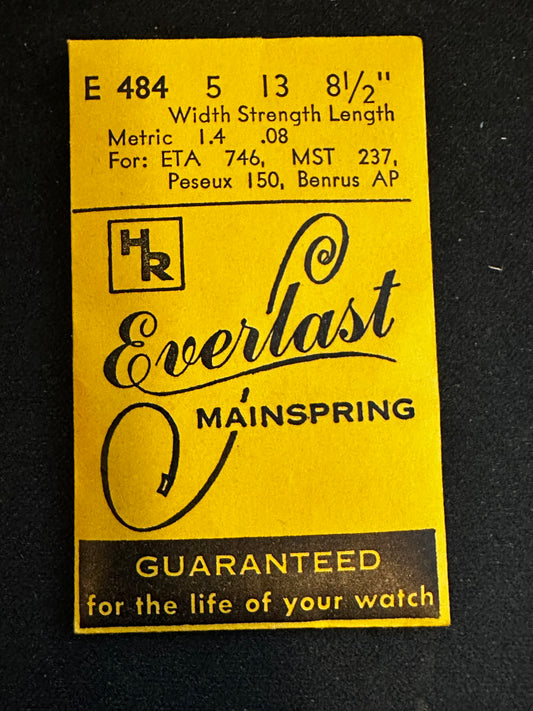 E 484 5 13 8½"
Width Strength Length
Metric 1.4 .08
For: ETA 746, MST 237,
Peseux 150, Benrus AP
HR
Everlast
MAINSPRING
GUARANTEED
for the life of your watch